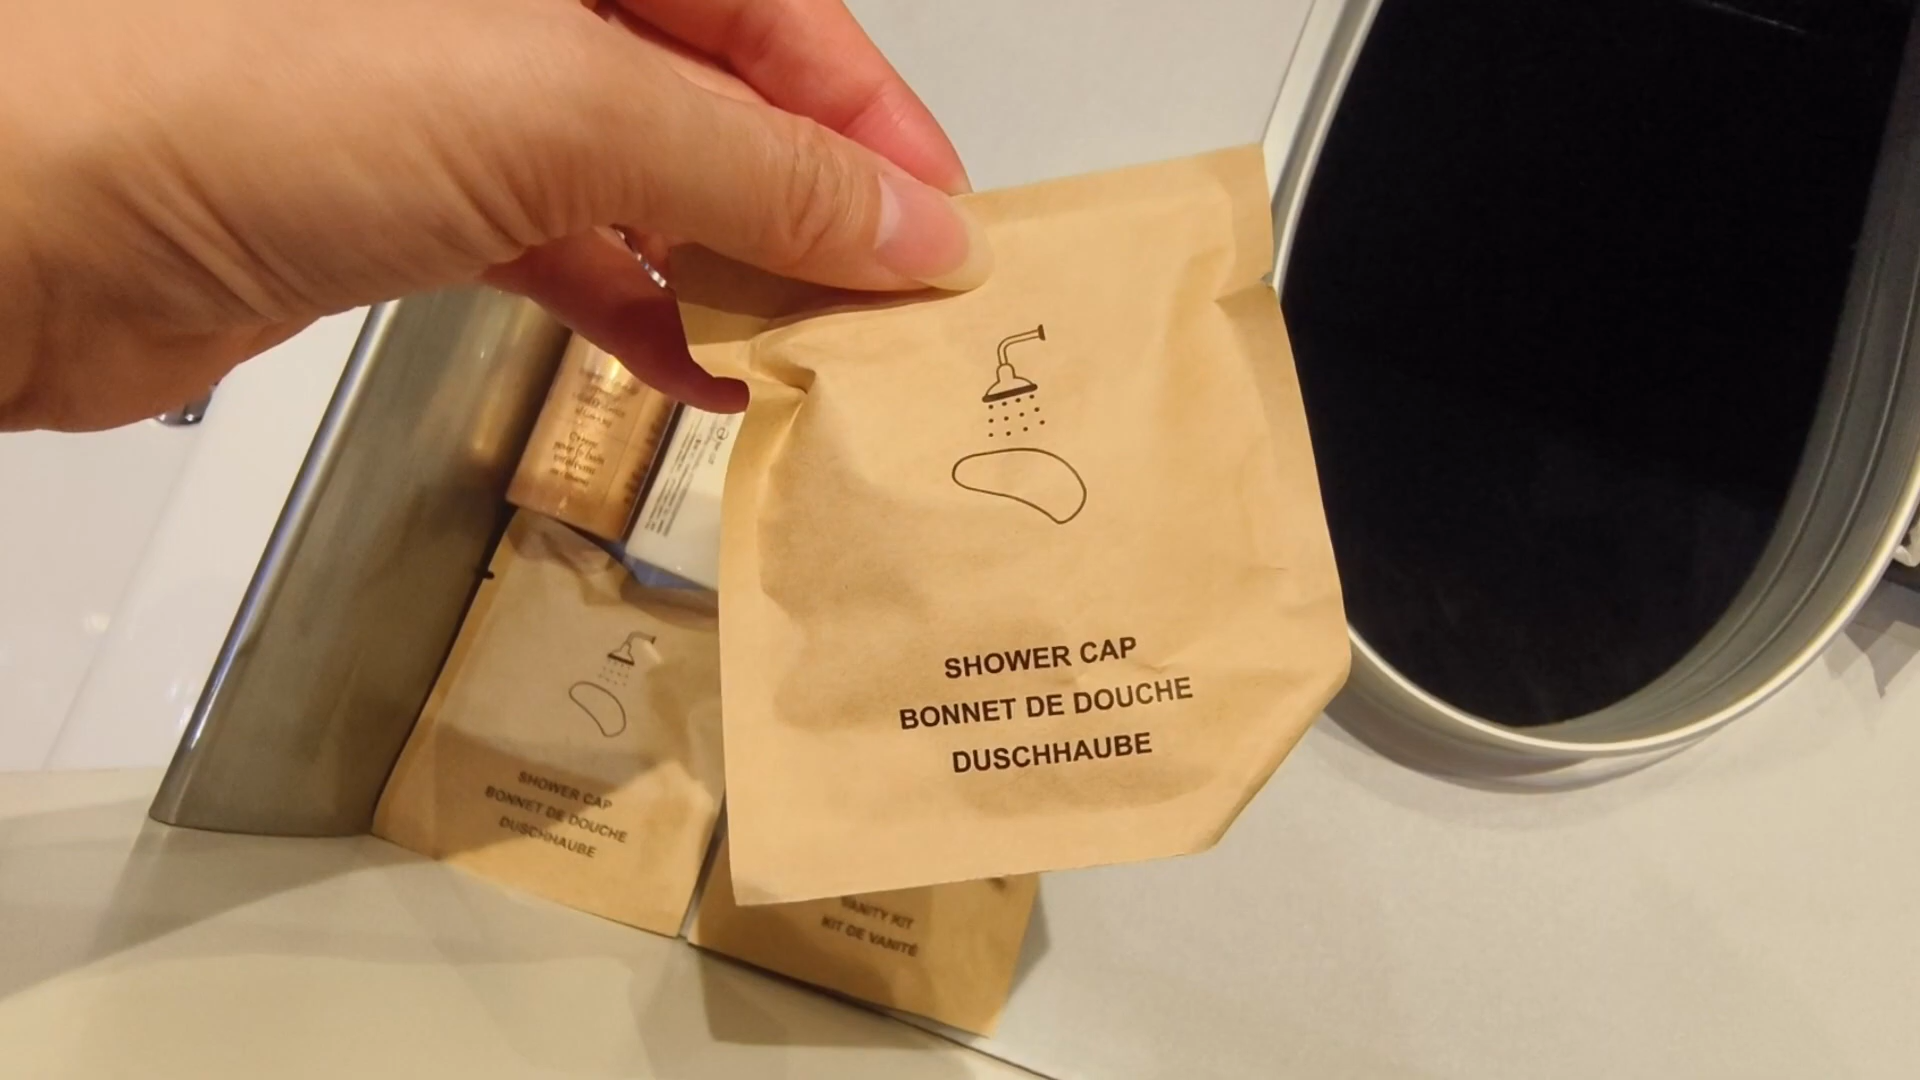 SHOWER CAP
BONNET DE DOUCHE
DUSCHHAUBE
SHOWER CAP
BONNET DE DOUCHE
DUSCHHAUBE
VANITY KIT
KIT DE VANITÉ